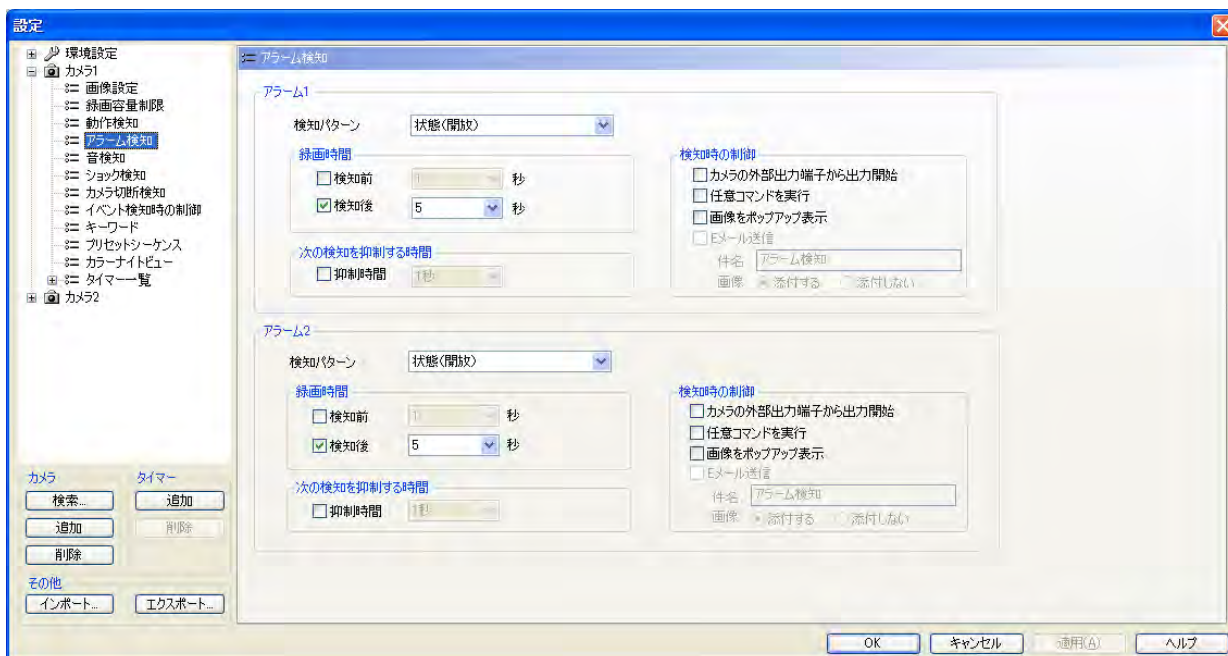 設定
環境設定
カメラ1
画像設定
録画容量制限
動作検知
アラーム検知
音検知
ショック検知
カメラ切断検知
イベント検知時の制御
キーワード
プリセットシーケンス
カラーナイトビュー
タイマー一覧
カメラ2
カメラ
タイマー
検索...
追加
追加
削除
削除
その他
インポート...
エクスポート...
アラーム検知
アラーム1
検知パターン
状態(開放)
録画時間
検知前
1
秒
検知後
5
秒
次の検知を抑制する時間
抑制時間
1秒
検知時の制御
カメラの外部出力端子から出力開始
任意コマンドを実行
画像をポップアップ表示
Eメール送信
件名
アラーム検知
画像
添付する
添付しない
アラーム2
検知パターン
状態(開放)
録画時間
検知前
1
秒
検知後
5
秒
次の検知を抑制する時間
抑制時間
1秒
検知時の制御
カメラの外部出力端子から出力開始
任意コマンドを実行
画像をポップアップ表示
Eメール送信
件名
アラーム検知
画像
添付する
添付しない
OK
キャンセル
適用(A)
ヘルプ